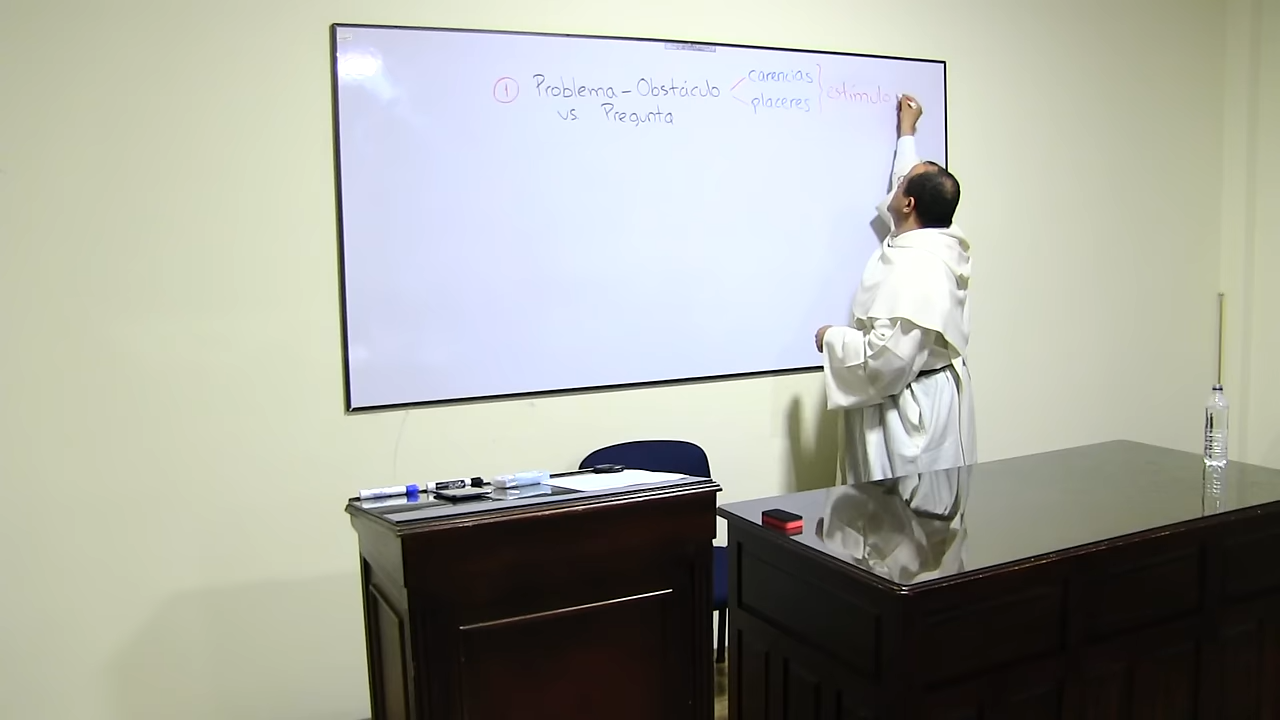 ① Problema – Obstáculo < carencias } estímulo
placeres
vs. Pregunta